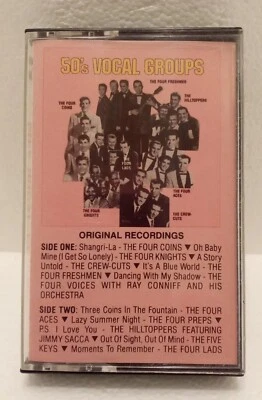 50's VOCAL GROUPS
THE FOUR FRESHMEN
THE FOUR COINS
THE HILLTOPPERS
THE FOUR LADS
THE FOUR KNIGHTS
THE FOUR ACES
THE CREW-CUTS
ORIGINAL RECORDINGS
SIDE ONE: Shangri-La - THE FOUR COINS ▼ Oh Baby
Mine (I Get So Lonely) - THE FOUR KNIGHTS ▼ A Story
Untold - THE CREW-CUTS ▼ It's A Blue World - THE
FOUR FRESHMEN ▼ Dancing With My Shadow - THE
FOUR VOICES WITH RAY CONNIFF AND HIS
ORCHESTRA
SIDE TWO: Three Coins In The Fountain - THE FOUR
ACES ▼ Lazy Summer Night - THE FOUR PREPS ▼
P.S. I Love You - THE HILLTOPPERS FEATURING
JIMMY SACCA ▼ Out Of Sight, Out Of Mind - THE FIVE
KEYS ▼ Moments To Remember - THE FOUR LADS